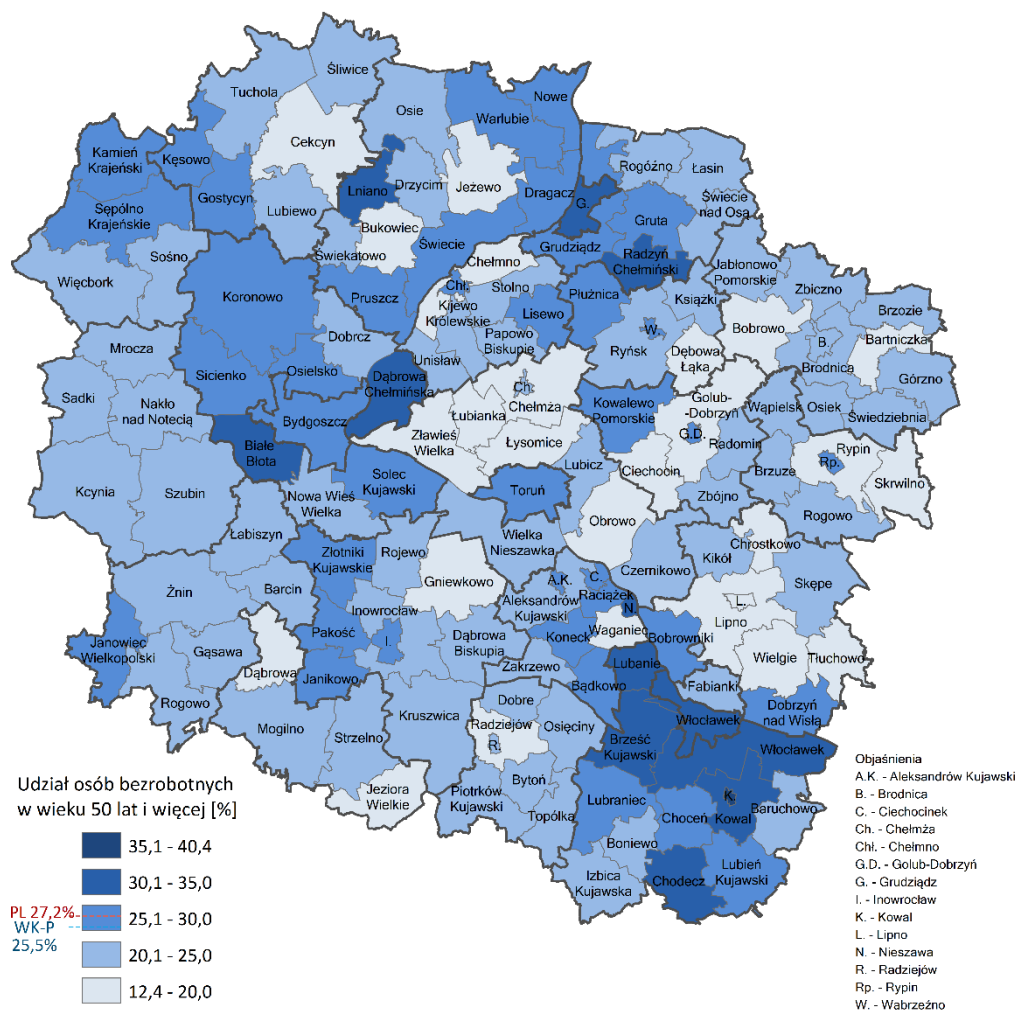 Śliwice
Tuchola
Nowe
Osie
Warlubie
Cekcyn
Kamień
Krajeński
Kęsowo
Rogóźno
Łasin
Lniano
Drzycim
Jeżewo
Dragacz
Gostycyn
G.
Świecie
nad Osą
Sępólno
Krajeńskie
Lubiewo
Gruta
Bukowiec
Świecie
Grudziądz
Radzyń
Chełmiński
Sośno
Świekatowo
Chełmno
Jabłonowo
Pomorskie
Więcbork
Chł.
Stolno
Zbiczno
Koronowo
Pruszcz
Płużnica
Książki
Kijewo
Królewskie
Lisewo
Brzozie
Dobrcz
Papowo
Biskupie
W.
Bobrowo
Bartniczka
Mrocza
Unisław
Ryńsk
Dębowa
Łąka
B.
Brodnica
Sicienko
Osielsko
Dąbrowa
Chełmińska
Ch.
Górzno
Sadki
Nakło
nad Notecią
Chełmża
Kowalewo
Pomorskie
Golub-
Dobrzyń
Wąpielsk
Osiek
Świedziebnia
Bydgoszcz
Łubianka
G.D.
Białe
Błota
Zławieś
Wielka
Łysomice
Radomin
Rypin
Rp.
Solec
Kujawski
Lubicz
Ciechocin
Brzuze
Skrwilno
Kcynia
Szubin
Nowa Wieś
Wielka
Toruń
Zbójno
Rogowo
Obrowo
Łabiszyn
Wielka
Nieszawka
Chrostkowo
Złotniki
Kujawskie
Rojewo
Kikół
Czernikowo
Skępe
Żnin
Barcin
Gniewkowo
A.K.
C.
Raciążek
Inowrocław
Aleksandrów
Kujawski
N.
L.
Lipno
Pakość
I.
Dąbrowa
Biskupia
Koneck
Waganiec
Bobrowniki
Janowiec
Wielkopolski
Gąsawa
Wielgie
Tłuchowo
Dąbrowa
Janikowo
Zakrzewo
Lubanie
Bądkowo
Fabianki
Rogowo
Kruszwica
Dobre
Dobrzyń
nad Wisłą
Mogilno
Strzelno
Radziejów
R.
Osięciny
Włocławek
Brześć
Kujawski
Włocławek
Jeziora
Wielkie
Piotrków
Kujawski
Bytoń
Lubraniec
K.
Kowal
Baruchowo
Topólka
Choceń
Boniewo
Izbica
Kujawska
Chodecz
Lubień
Kujawski
Udział osób bezrobotnych
w wieku 50 lat i więcej [%]
35,1 - 40,4
30,1 - 35,0
25,1 - 30,0
20,1 - 25,0
12,4 - 20,0
PL 27,2%
WK-P
25,5%
Objaśnienia
A.K. - Aleksandrów Kujawski
B. - Brodnica
C. - Ciechocinek
Ch. - Chełmża
Chł. - Chełmno
G.D. - Golub-Dobrzyń
G. - Grudziądz
I. - Inowrocław
K. - Kowal
L. - Lipno
N. - Nieszawa
R. - Radziejów
Rp. - Rypin
W. - Wąbrzeźno